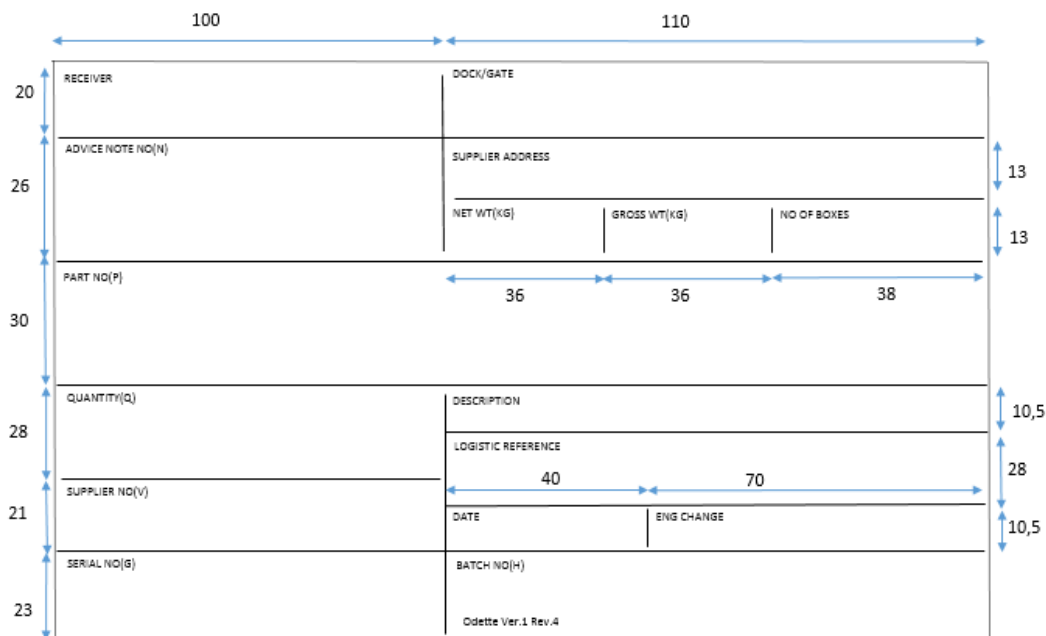 100
110
RECEIVER
DOCK/GATE
20
ADVICE NOTE NO(N)
SUPPLIER ADDRESS
13
26
NET WT(KG)
GROSS WT(KG)
NO OF BOXES
13
PART NO(P)
36
36
38
30
QUANTITY(Q)
DESCRIPTION
10,5
28
LOGISTIC REFERENCE
28
40
70
SUPPLIER NO(V)
21
DATE
ENG CHANGE
10,5
SERIAL NO(G)
BATCH NO(H)
23
Odette Ver.1 Rev.4